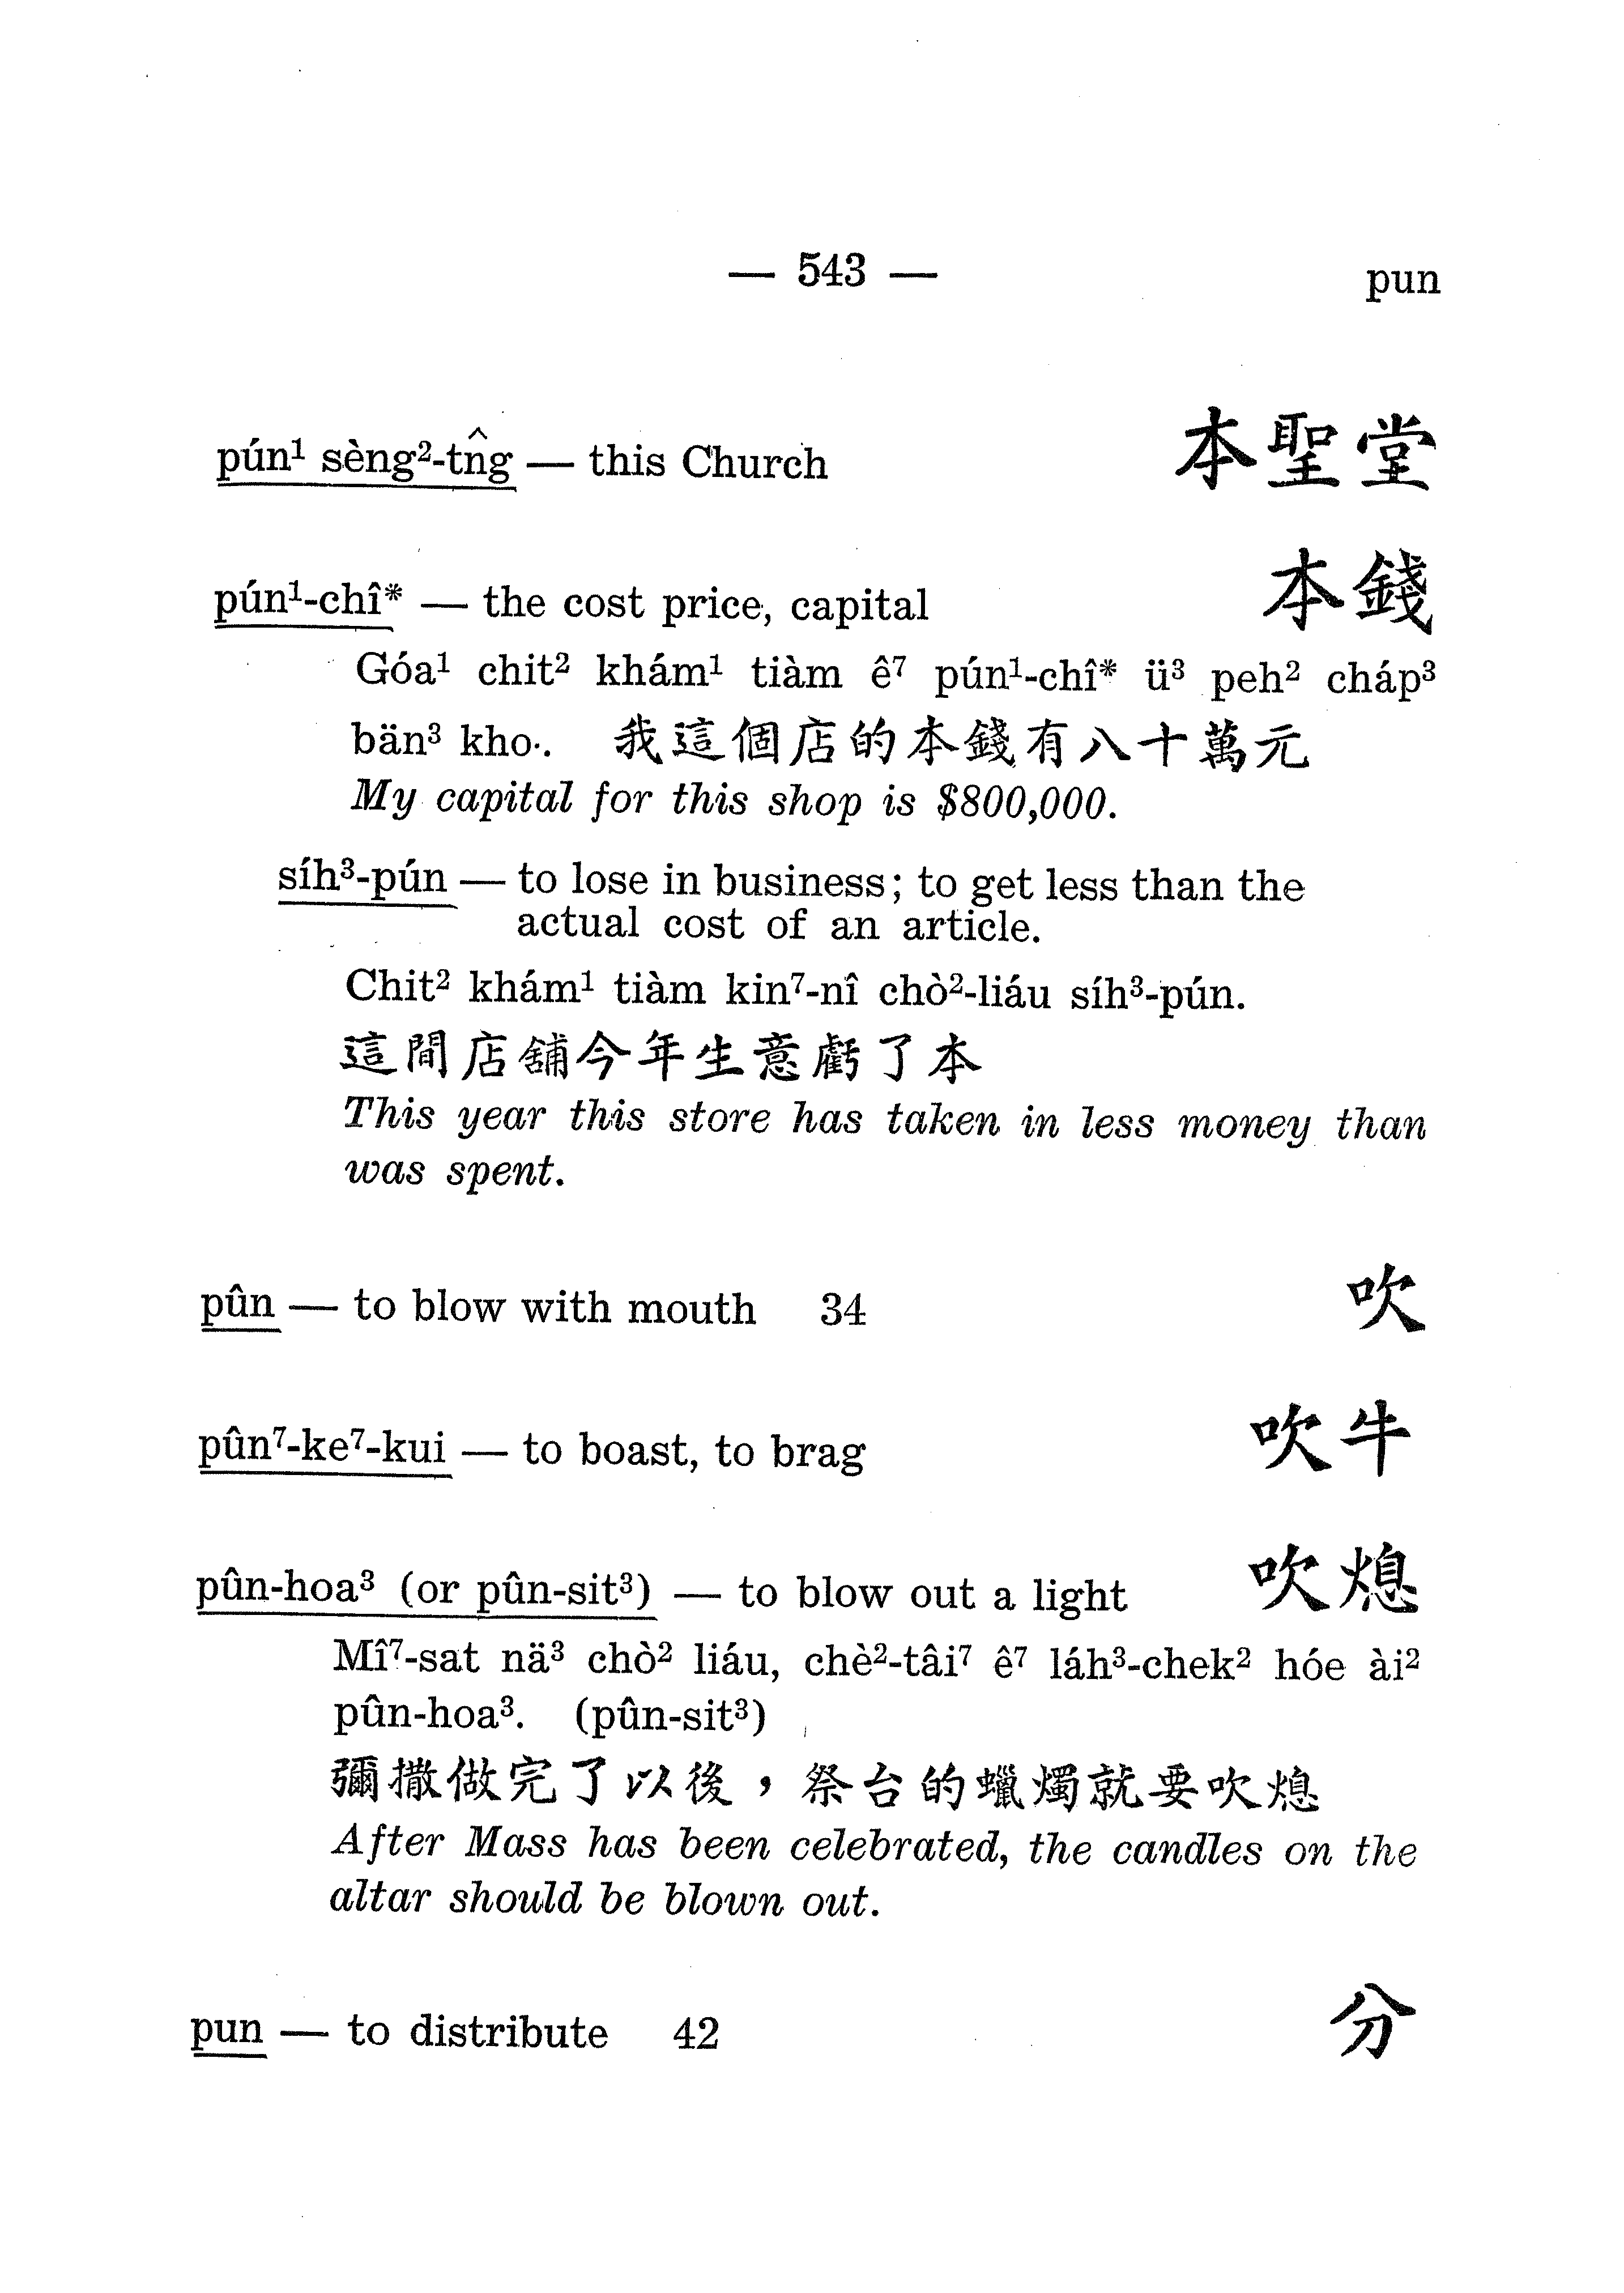 — 543 — pun
pún¹ sèng²-tn̂g — this Church 本聖堂
pún¹-chî* — the cost price, capital 本錢
Góa¹ chit² khám¹ tiàm ê⁷ pún¹-chî* ü³ peh² cháp³
bän³ kho·. 我這個店的本錢有八十萬元
My capital for this shop is $800,000.
síh³-pún — to lose in business; to get less than the
actual cost of an article.
Chit² khám¹ tiàm kin⁷-nî chò²-liáu síh³-pún.
這間店舖今年生意虧了本
This year this store has taken in less money than
was spent.
pûn — to blow with mouth 34 吹
pûn⁷-ke⁷-kui — to boast, to brag 吹牛
pûn-hoa³ (or pûn-sit³) — to blow out a light 吹熄
Mî⁷-sat nä³ chò² liáu, chè²-tâi⁷ ê⁷ láh³-chek² hóe ài²
pûn-hoa³. (pûn-sit³)
彌撒做完了以後，祭台的蠟燭就要吹熄
After Mass has been celebrated, the candles on the
altar should be blown out.
pun — to distribute 42 分